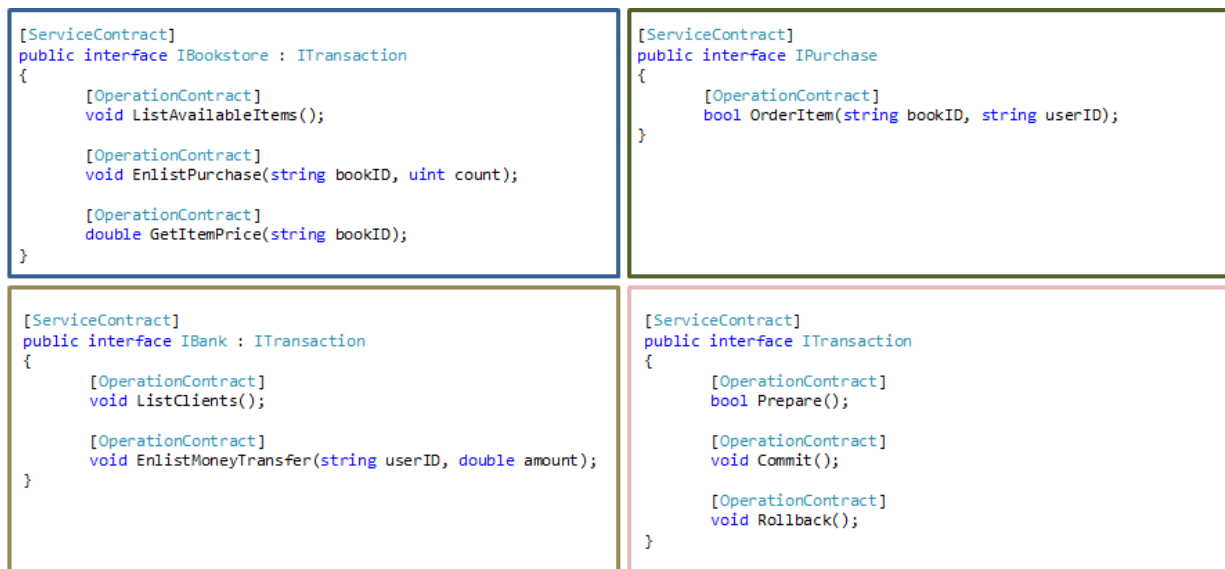 [ServiceContract]
public interface IBookstore : ITransaction
{
[OperationContract]
void ListAvailableItems();
[OperationContract]
void EnlistPurchase(string bookID, uint count);
[OperationContract]
double GetItemPrice(string bookID);
}
[ServiceContract]
public interface IPurchase
{
[OperationContract]
bool OrderItem(string bookID, string userID);
}
[ServiceContract]
public interface IBank : ITransaction
{
[OperationContract]
void ListClients();
[OperationContract]
void EnlistMoneyTransfer(string userID, double amount);
}
[ServiceContract]
public interface ITransaction
{
[OperationContract]
bool Prepare();
[OperationContract]
void Commit();
[OperationContract]
void Rollback();
}